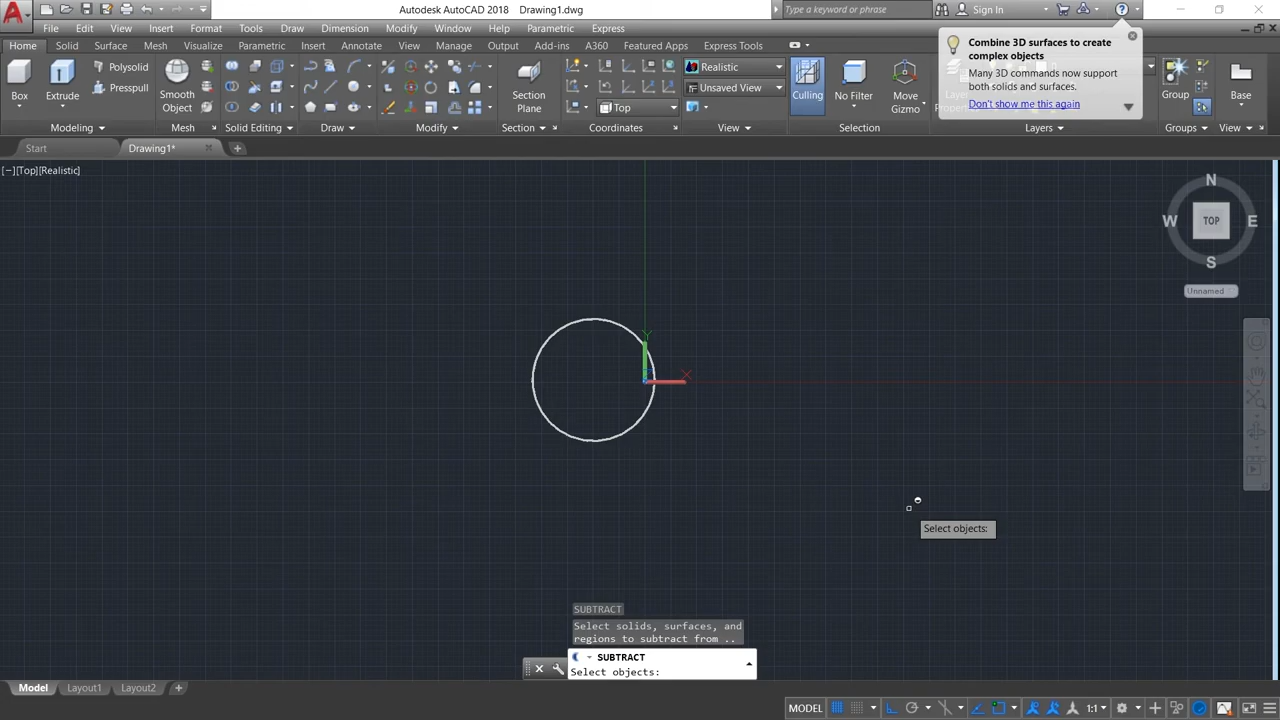 Autodesk AutoCAD 2018 Drawing1.dwg
Type a keyword or phrase
Sign In
File Edit View Insert Format Tools Draw Dimension Modify Window Help Express Parametric
Home Solid Surface Mesh Visualize Parametric Insert Annotate View Manage Output Add-ins A360 Featured Apps Express Tools
Combine 3D surfaces to create
complex objects
Many 3D commands now support
both solids and surfaces.
Don't show me this again
Box
Extrude
Polysolid
Presspull
Smooth
Object
Section
Plane
Realistic
Unsaved View
Top
Culling
No Filter
Move
Gizmo
Group
Base
Modeling Mesh Solid Editing Draw Modify Section Coordinates View Selection Layers Groups View
Start
Drawing1*
[−][Top][Realistic]
N
W
TOP
E
S
Unnamed
Y
X
Select objects:
SUBTRACT
Select solids, surfaces, and
regions to subtract from ..
SUBTRACT
Select objects:
Model Layout1 Layout2
MODEL
1:1